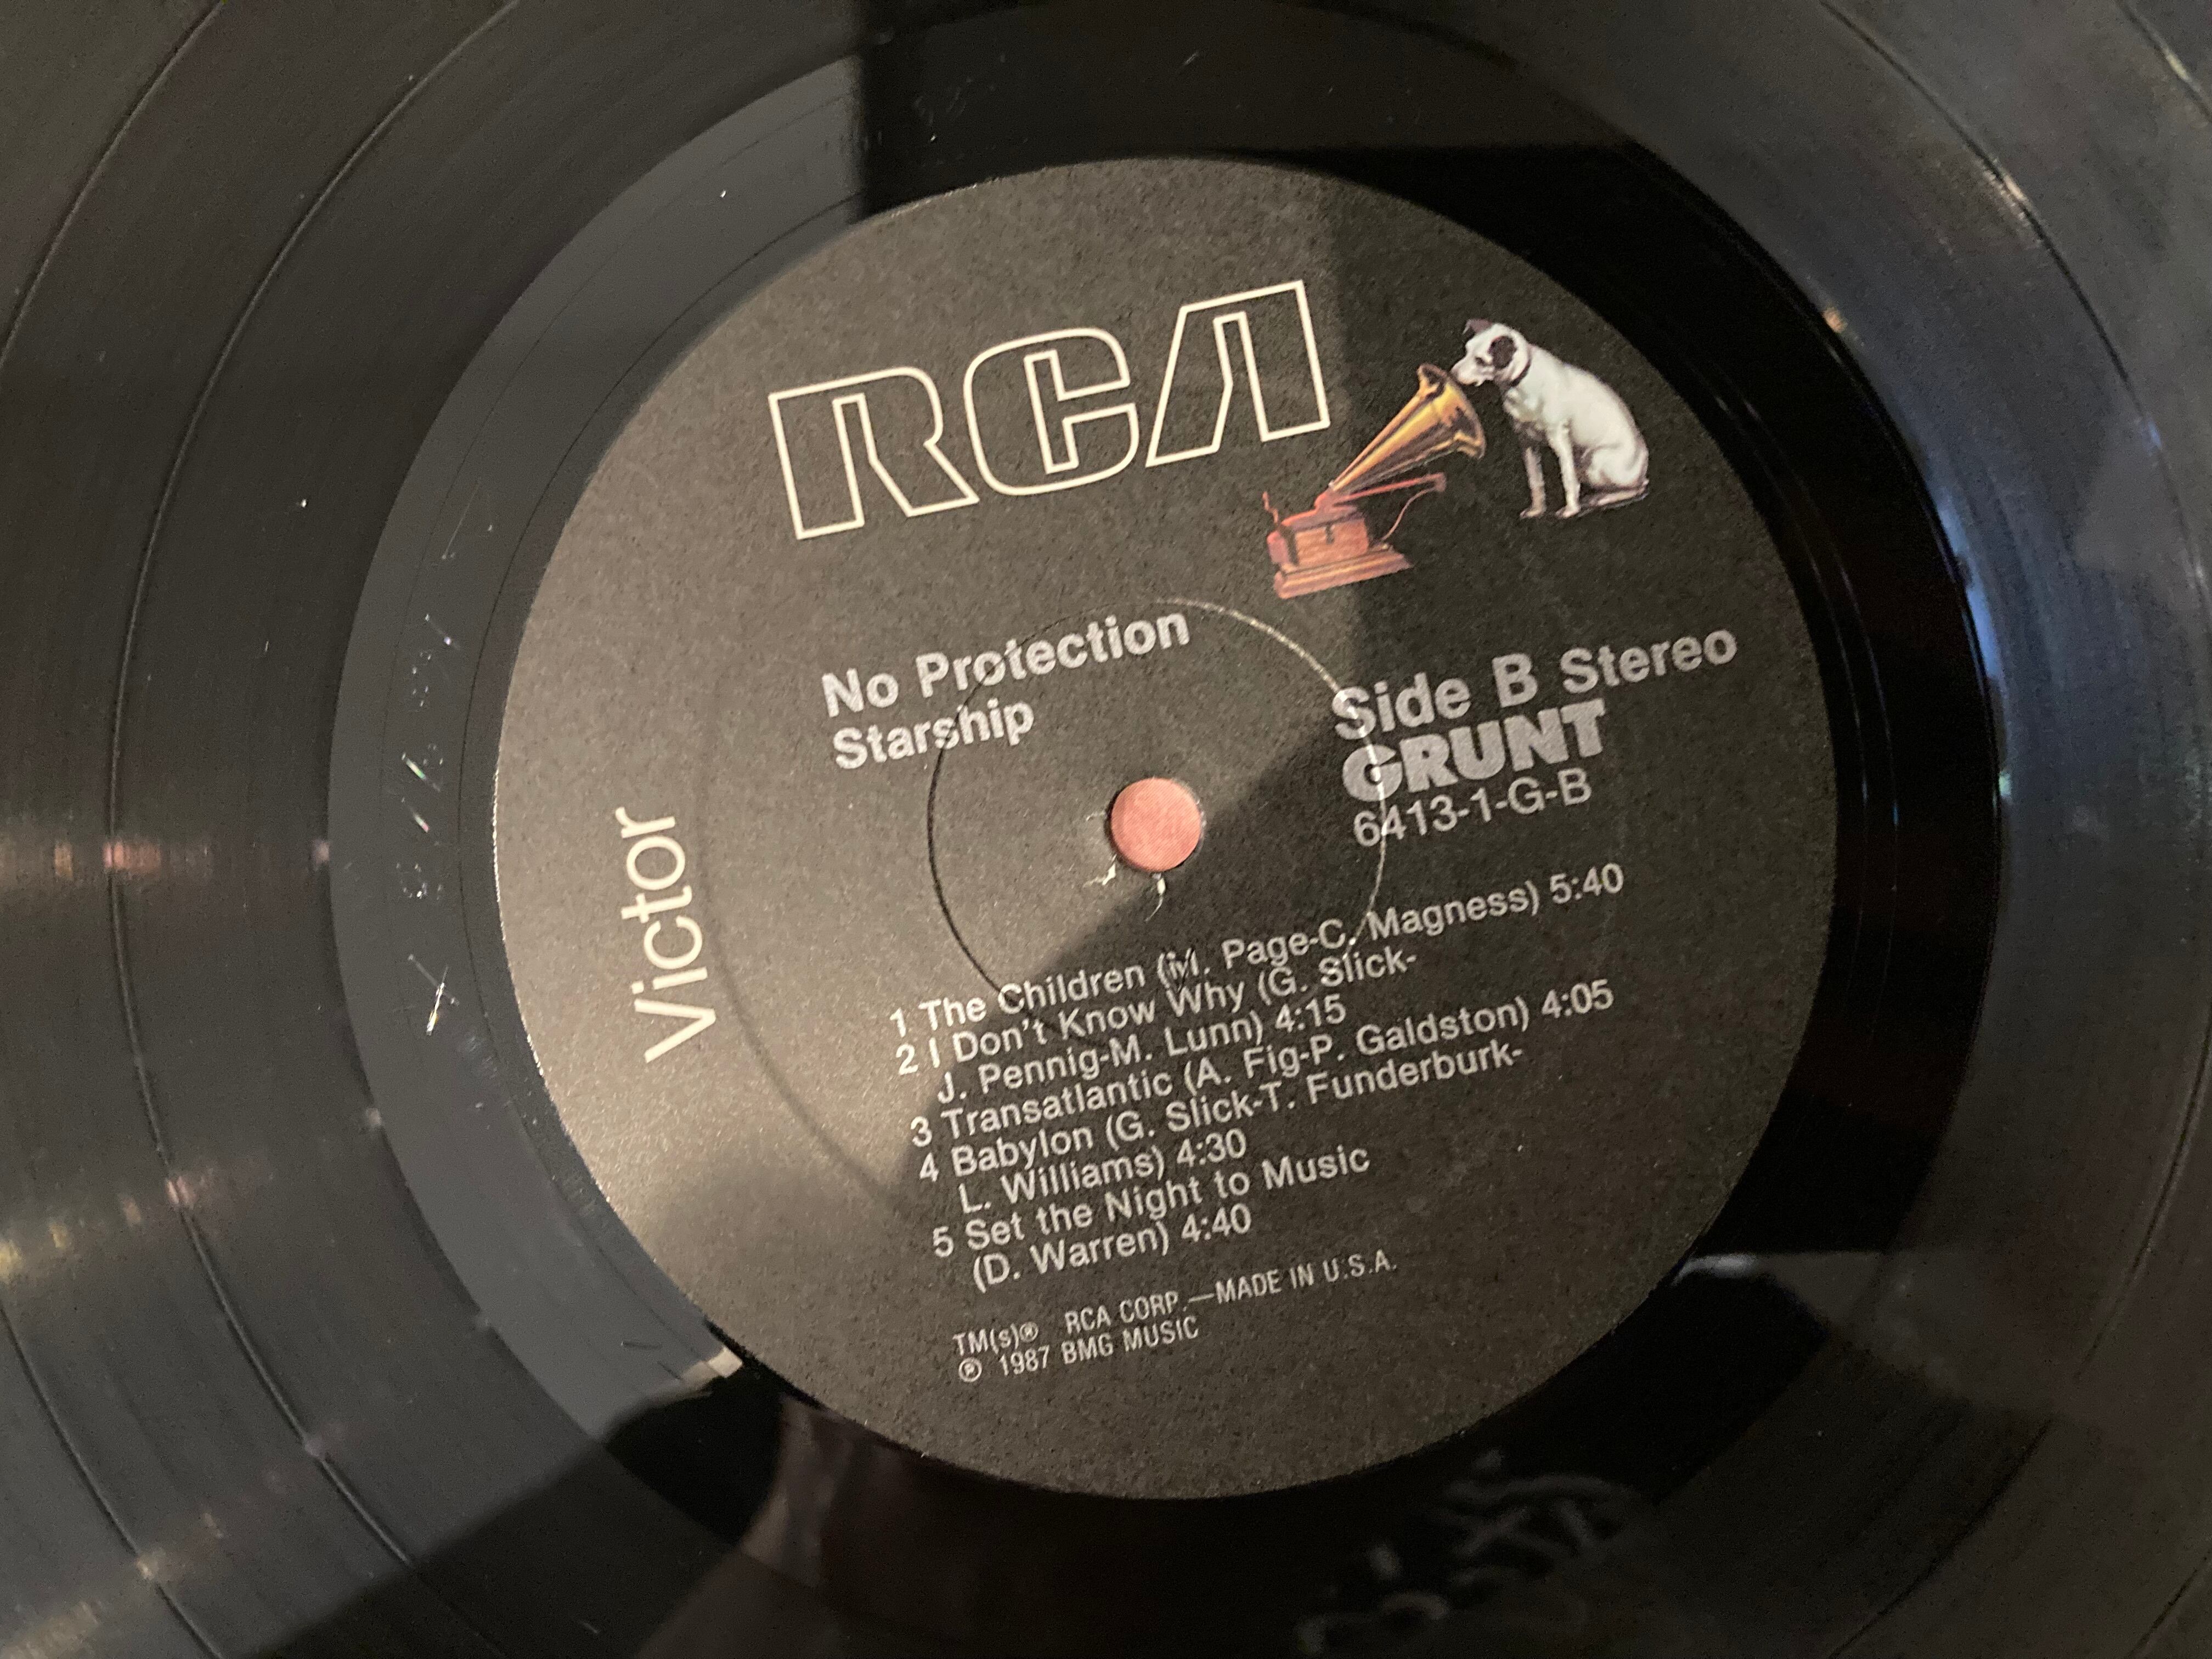 RCA
No Protection
Starship
Side B Stereo
GRUNT
6413-1-G-B
Victor
1 The Children (M. Page-C. Magness) 5:40
2 I Don't Know Why (G. Slick-
J. Pennig-M. Lunn) 4:15
3 Transatlantic (A. Fig-P. Galdston) 4:05
4 Babylon (G. Slick-T. Funderburk-
L. Williams) 4:30
5 Set the Night to Music
(D. Warren) 4:40
TM(s)® RCA CORP.—MADE IN U.S.A.
℗ 1987 BMG MUSIC